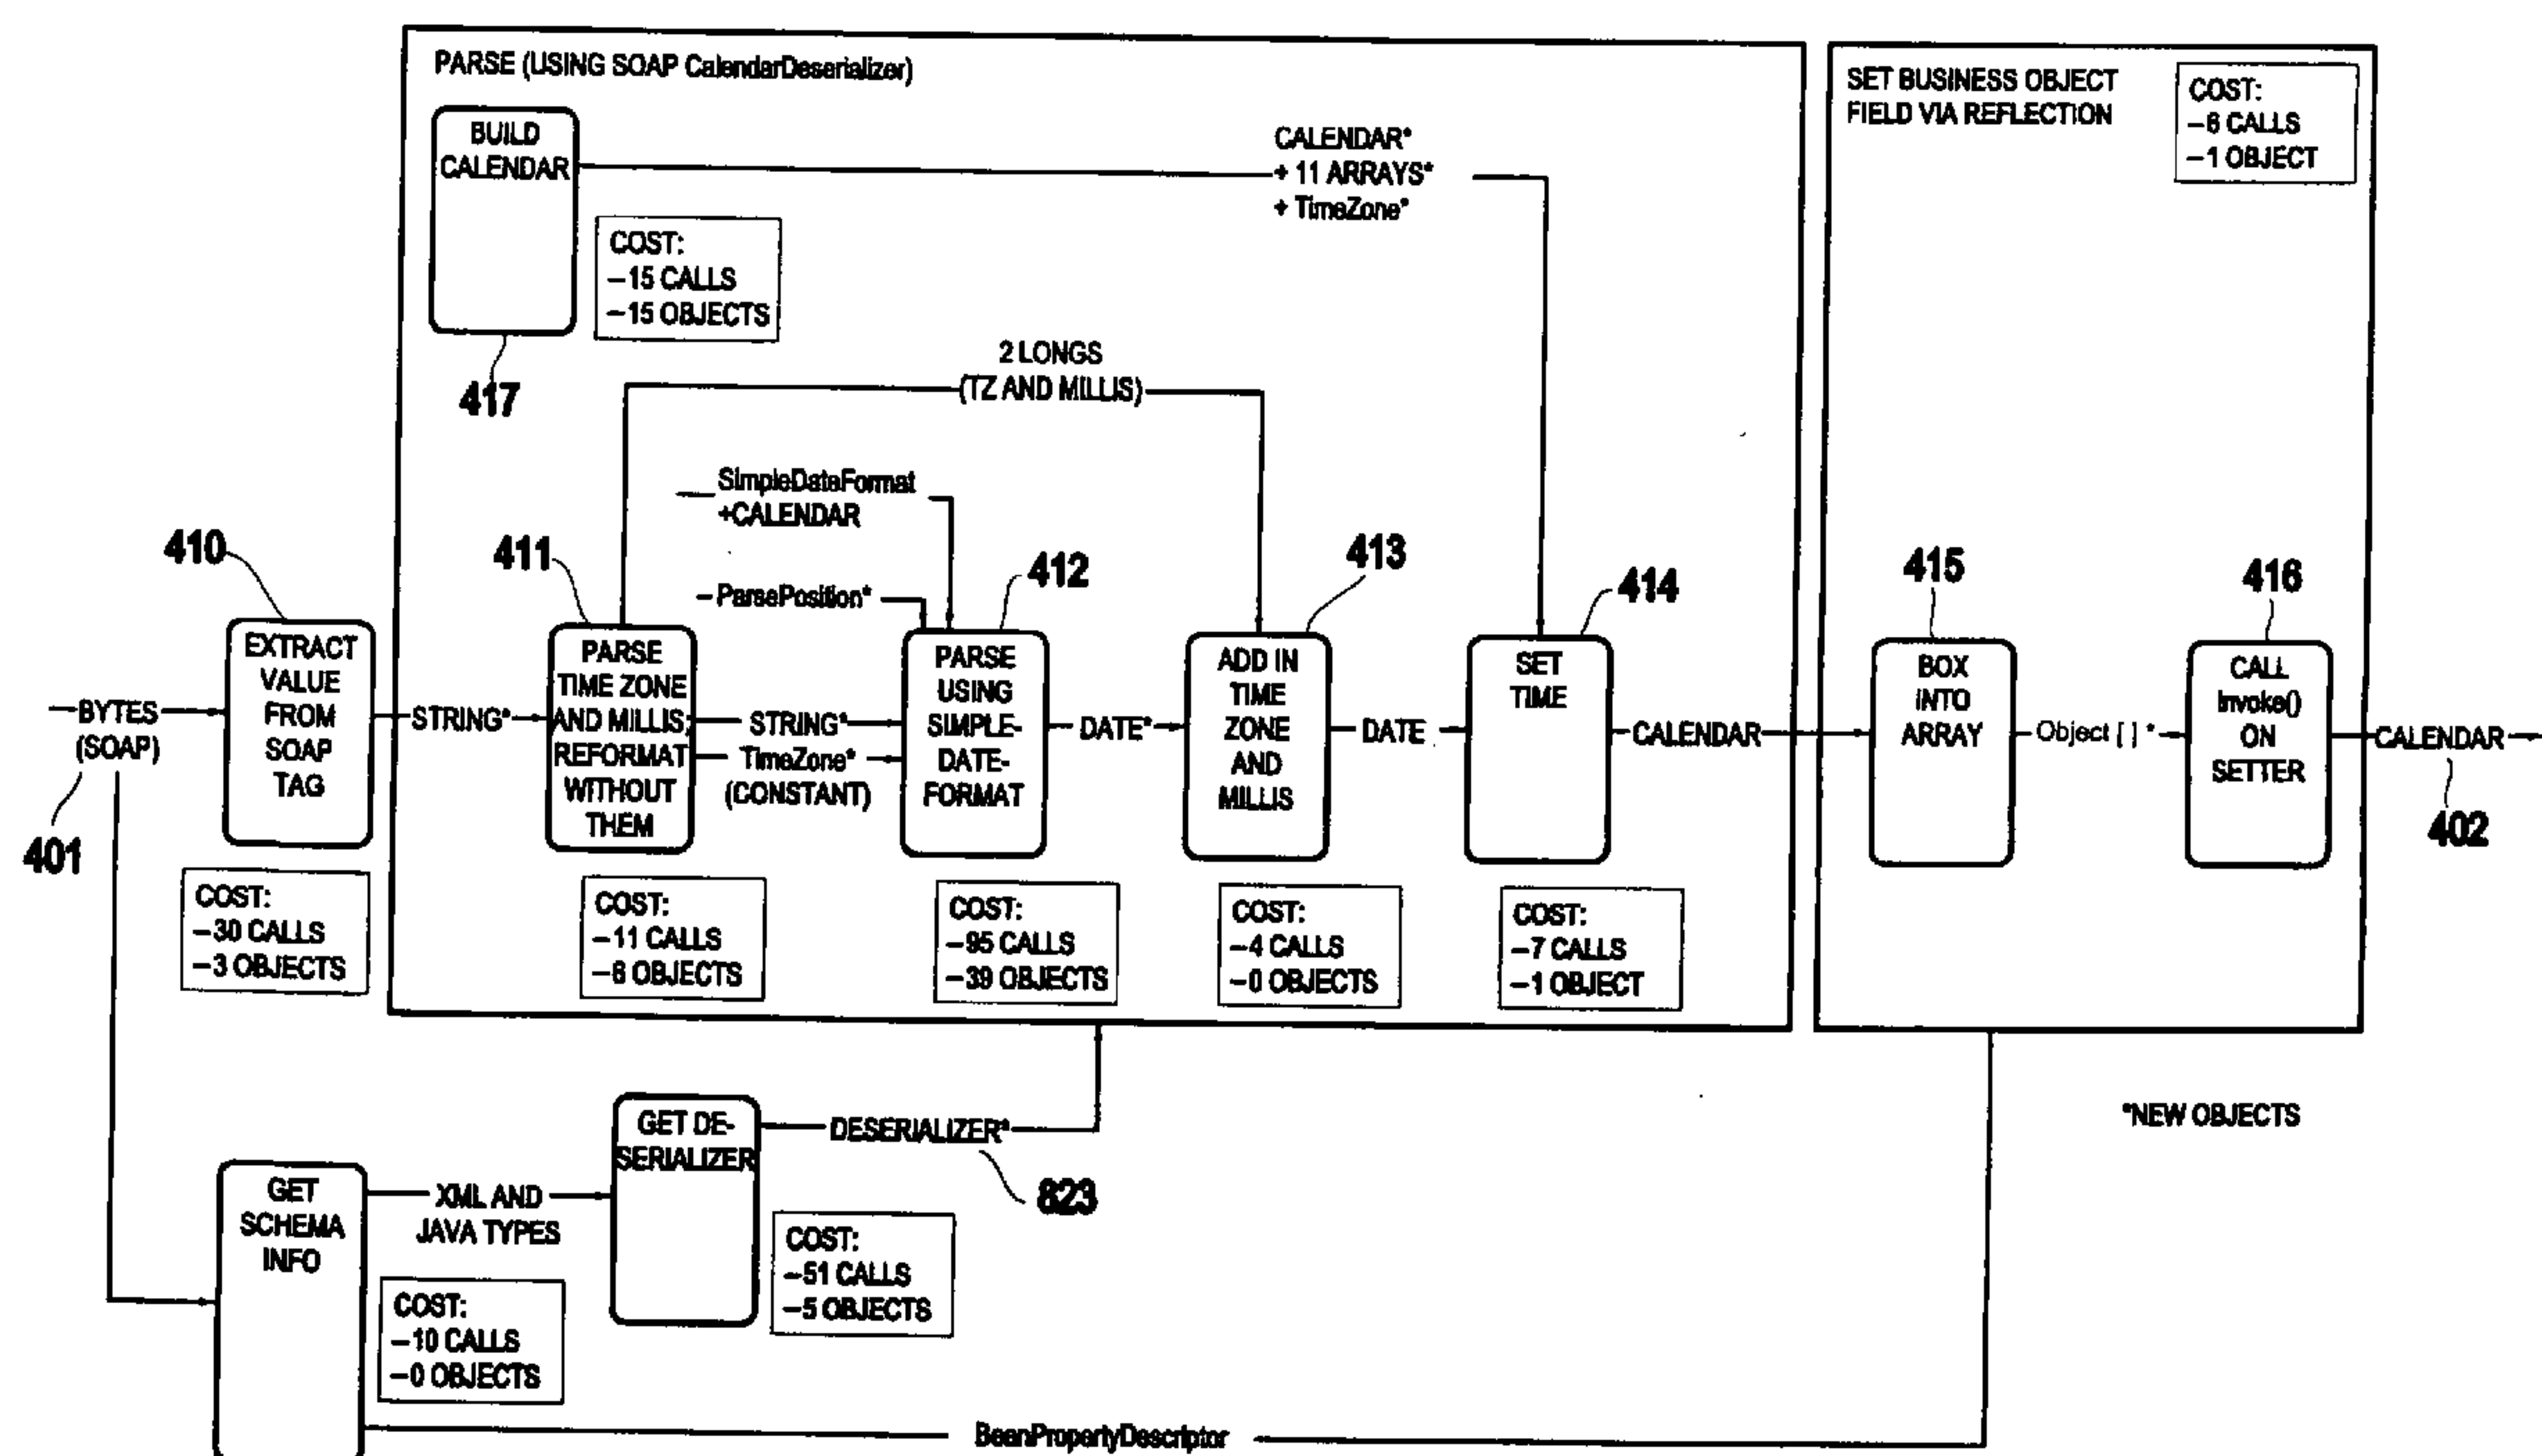 PARSE (USING SOAP CalendarDeserializer)
BUILD
CALENDAR
COST:
–15 CALLS
–15 OBJECTS
417
CALENDAR*
+ 11 ARRAYS*
+ TimeZone*
2 LONGS
(TZ AND MILLIS)
SimpleDateFormat
+CALENDAR
– ParsePosition*
SET BUSINESS OBJECT
FIELD VIA REFLECTION
COST:
–6 CALLS
–1 OBJECT
410
411
412
413
414
415
416
BYTES
(SOAP)
401
EXTRACT
VALUE
FROM
SOAP
TAG
STRING*
PARSE
TIME ZONE
AND MILLIS,
REFORMAT
WITHOUT
THEM
STRING*
TimeZone*
(CONSTANT)
PARSE
USING
SIMPLE-
DATE-
FORMAT
DATE*
ADD IN
TIME
ZONE
AND
MILLIS
DATE
SET
TIME
CALENDAR
BOX
INTO
ARRAY
Object [ ] *
CALL
Invoke()
ON
SETTER
CALENDAR
402
COST:
–30 CALLS
–3 OBJECTS
COST:
–11 CALLS
–6 OBJECTS
COST:
–95 CALLS
–39 OBJECTS
COST:
–4 CALLS
–0 OBJECTS
COST:
–7 CALLS
–1 OBJECT
GET DE-
SERIALIZER
DESERIALIZER*
823
*NEW OBJECTS
GET
SCHEMA
INFO
XML AND
JAVA TYPES
COST:
–51 CALLS
–5 OBJECTS
COST:
–10 CALLS
–0 OBJECTS
BeanPropertyDescriptor